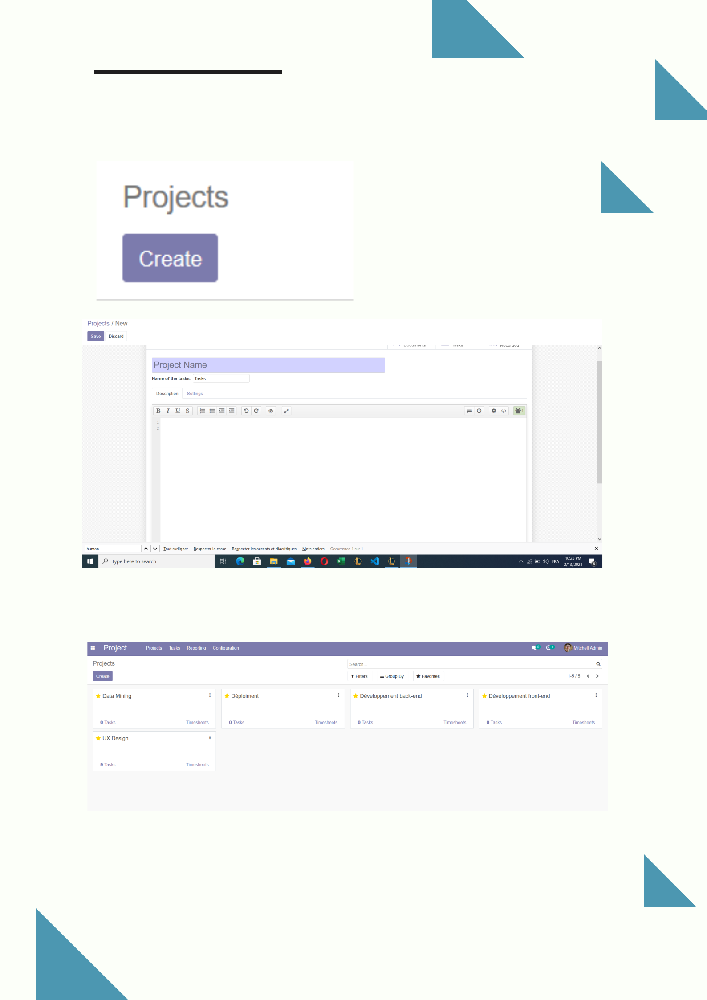 Projects
Create
Projects / New
Save Discard
Documents Tasks Recorded
Project Name
Name of the tasks: Tasks
Description Settings
B I U S 1
1
2
human Tout surligner Respecter la casse Respecter les accents et diacritiques Mots entiers Occurrence 1 sur 1
Type here to search FRA 10:25 PM
2/13/2021 4
Project Projects Tasks Reporting Configuration 5 1 Mitchell Admin
Projects Search...
Create Filters Group By Favorites 1-5 / 5
Data Mining Déploiment Développement back-end Développement front-end
0 Tasks Timesheets 0 Tasks Timesheets 0 Tasks Timesheets 0 Tasks Timesheets
UX Design
9 Tasks Timesheets